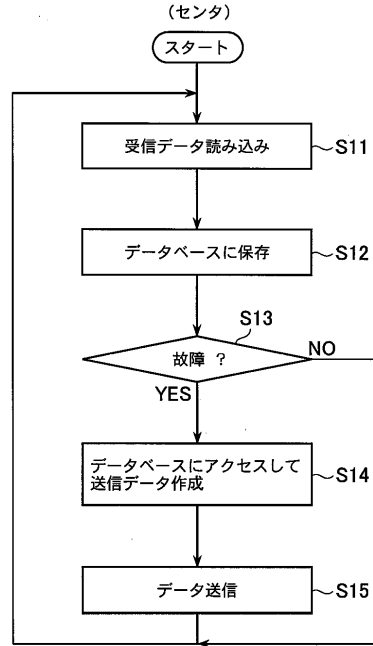 (センタ)
スタート
受信データ読み込み
S11
データベースに保存
S12
S13
故障 ?
NO
YES
データベースにアクセスして
送信データ作成
S14
データ送信
S15